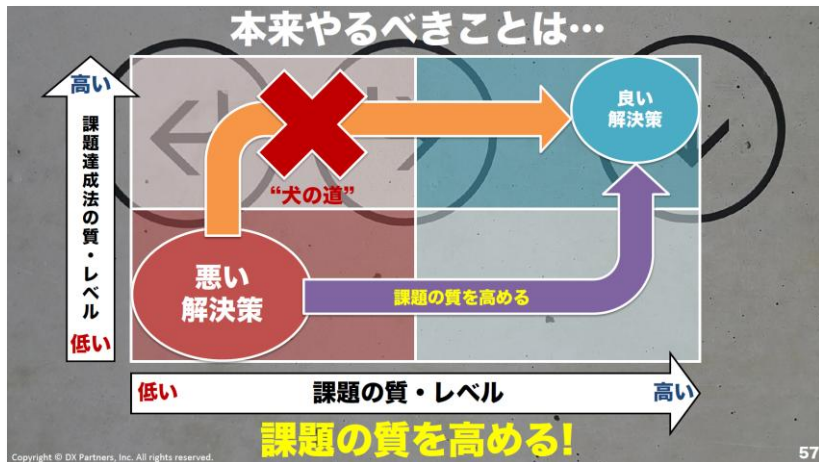 本来やるべきことは…
高い
課題達成法の質・レベル
低い
良い
解決策
“犬の道”
悪い
解決策
課題の質を高める
低い
課題の質・レベル
高い
課題の質を高める!
Copyright © DX Partners, Inc. All rights reserved.
57